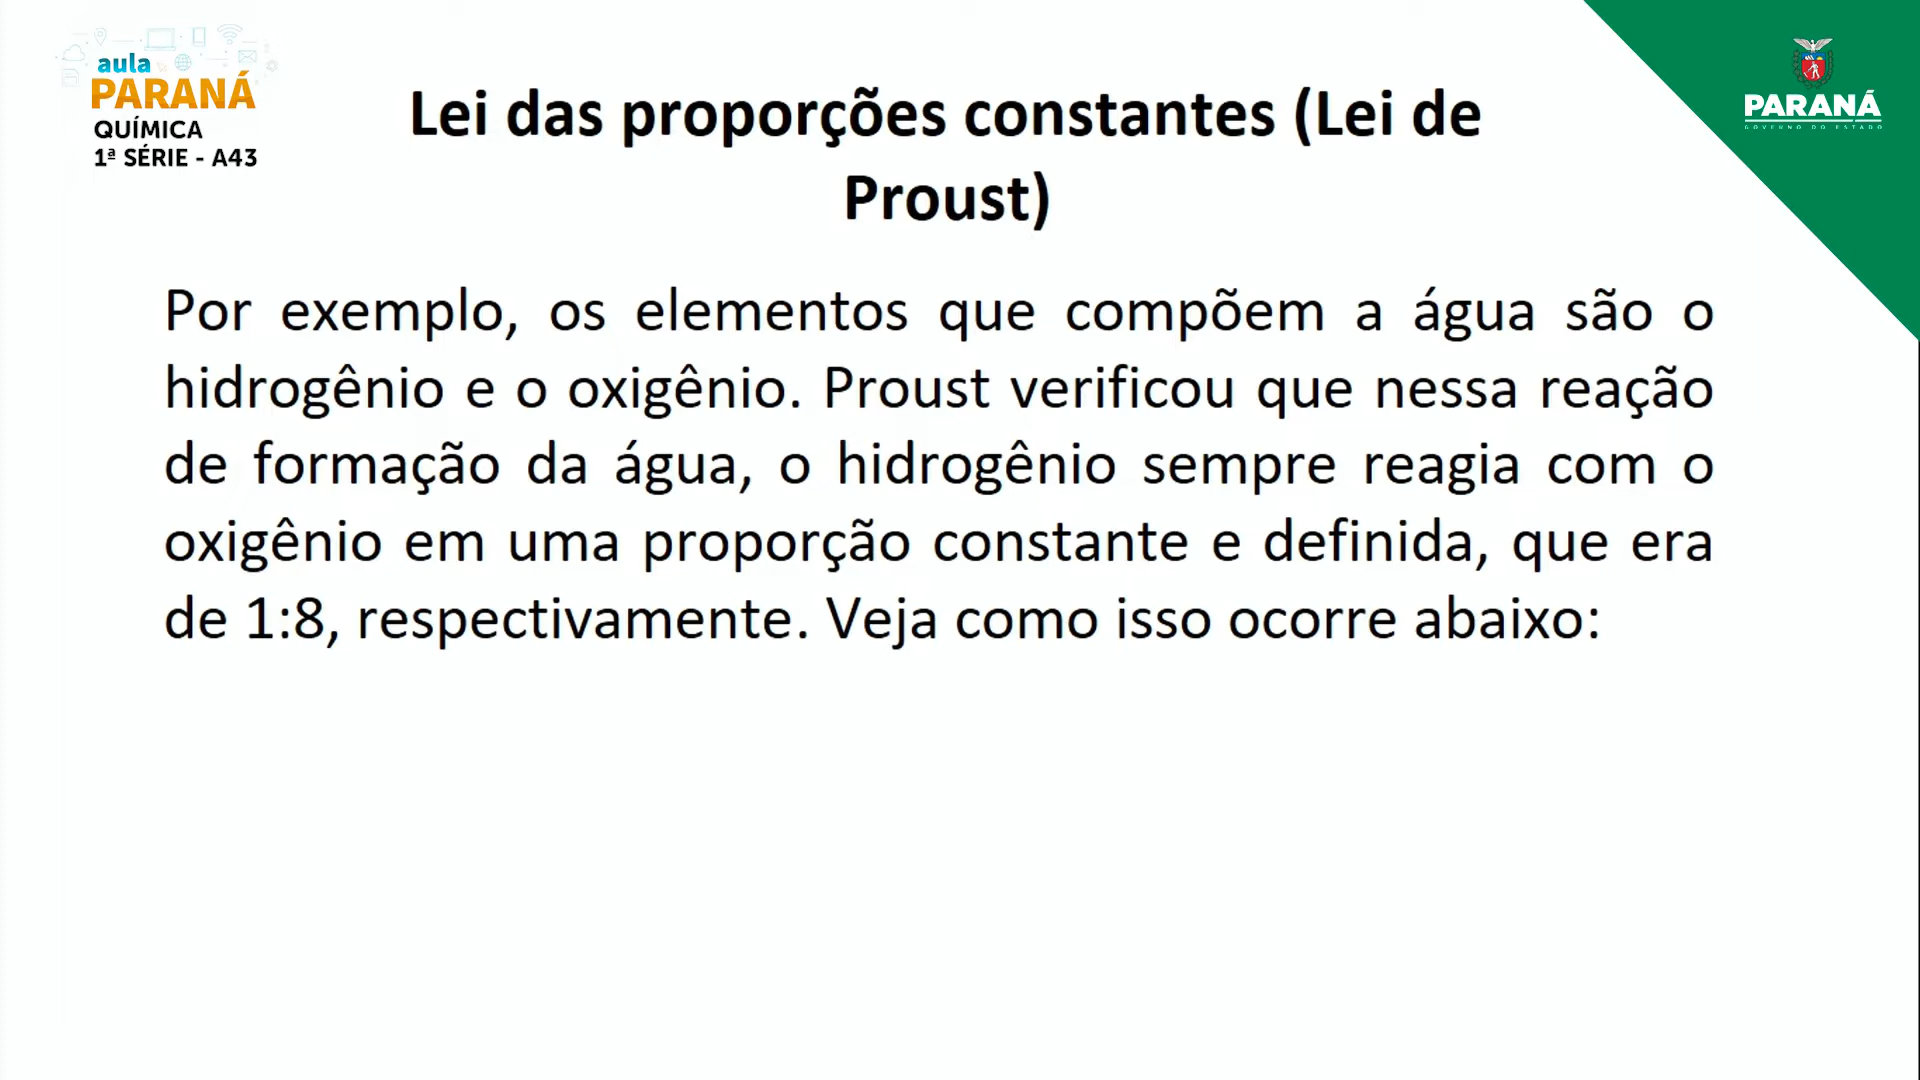 aula
PARANÁ
QUÍMICA
1ª SÉRIE - A43
PARANÁ
GOVERNO DO ESTADO
Lei das proporções constantes (Lei de
Proust)
Por exemplo, os elementos que compõem a água são o
hidrogênio e o oxigênio. Proust verificou que nessa reação
de formação da água, o hidrogênio sempre reagia com o
oxigênio em uma proporção constante e definida, que era
de 1:8, respectivamente. Veja como isso ocorre abaixo: